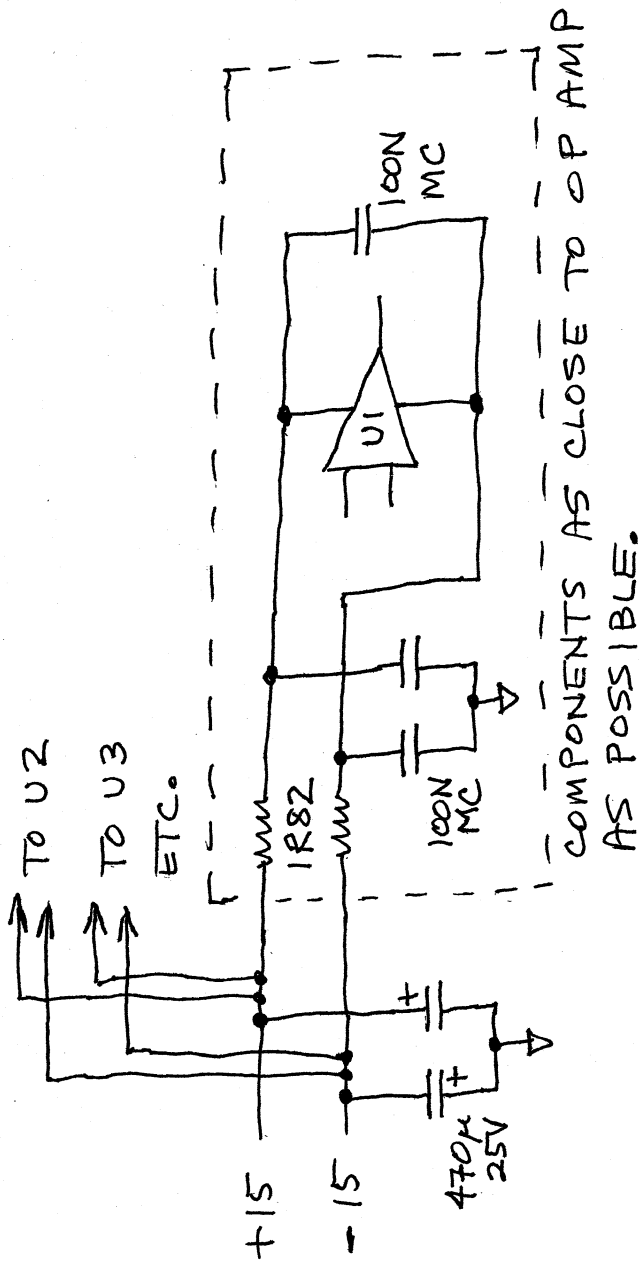 TO U2
TO U3
ETC.
+15
-15
1R82
100N
MC
U1
100N
MC
470µ
25V
+
+
COMPONENTS AS CLOSE TO OP AMP
AS POSSIBLE.